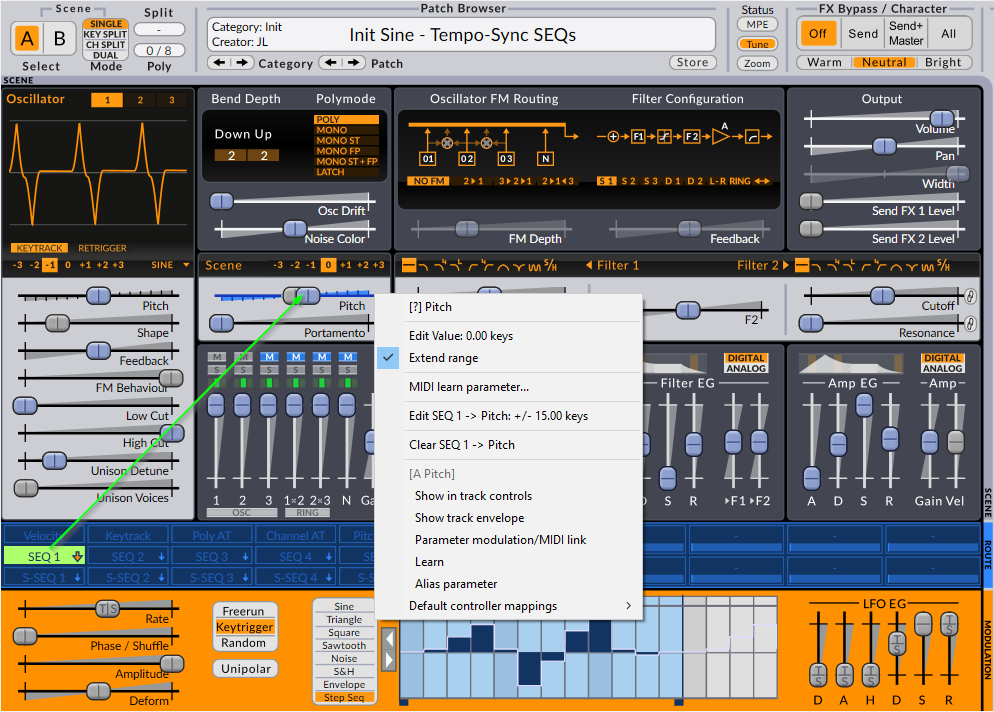 Scene
A
B
Select
SINGLE
KEY SPLIT
CH SPLIT
DUAL
Mode
Split
-
0 / 8
Poly
Patch Browser
Category: Init
Creator: JL
Init Sine - Tempo-Sync SEQs
Category
Patch
Store
Status
MPE
Tune
Zoom
FX Bypass / Character
Off
Send
Send+
Master
All
Warm
Neutral
Bright
SCENE
Oscillator
1
2
3
KEYTRACK
RETRIGGER
-3 -2 -1 0 +1 +2 +3
SINE
Bend Depth
Down Up
2
2
Polymode
POLY
MONO
MONO ST
MONO FP
MONO ST + FP
LATCH
Osc Drift
Noise Color
Oscillator FM Routing
01
02
03
N
NO FM
2▸1
3▸2▸1
2▸1◂3
FM Depth
Filter Configuration
F1
F2
A
S 1 S 2 S 3 D 1 D 2 L-R RING
Feedback
Output
Volume
Pan
Width
Send FX 1 Level
Send FX 2 Level
Scene
-3 -2 -1 0 +1 +2 +3
S/H
Filter 1
Filter 2
S/H
Pitch
Shape
Feedback
FM Behaviour
Low Cut
High Cut
Unison Detune
Unison Voices
Pitch
Portamento
F2
Cutoff
Resonance
M M M M M M
S S S S S S
1 2 3 1×2 2×3 N Ga
OSC
RING
[?] Pitch
Edit Value: 0.00 keys
Extend range
MIDI learn parameter...
Edit SEQ 1 -> Pitch: +/- 15.00 keys
Clear SEQ 1 -> Pitch
[A Pitch]
Show in track controls
Show track envelope
Parameter modulation/MIDI link
Learn
Alias parameter
Default controller mappings
Filter EG
DIGITAL
ANALOG
S R
▸F1 ▸F2
Amp EG
A D S R
DIGITAL
ANALOG
Amp
Gain Vel
SCENE
Velocity
Keytrack
Poly AT
Channel AT
Pitc
-
-
SEQ 1
SEQ 2
SEQ 3
SEQ 4
-
-
S-SEQ 1
S-SEQ 2
S-SEQ 3
S-SEQ 4
-
-
ROUTE
T S
Rate
Phase / Shuffle
Amplitude
Deform
Freerun
Keytrigger
Random
Unipolar
Sine
Triangle
Square
Sawtooth
Noise
S&H
Envelope
Step Seq
LFO EG
T S
T S
T S
T S
T S
D A H D S R
MODULATION